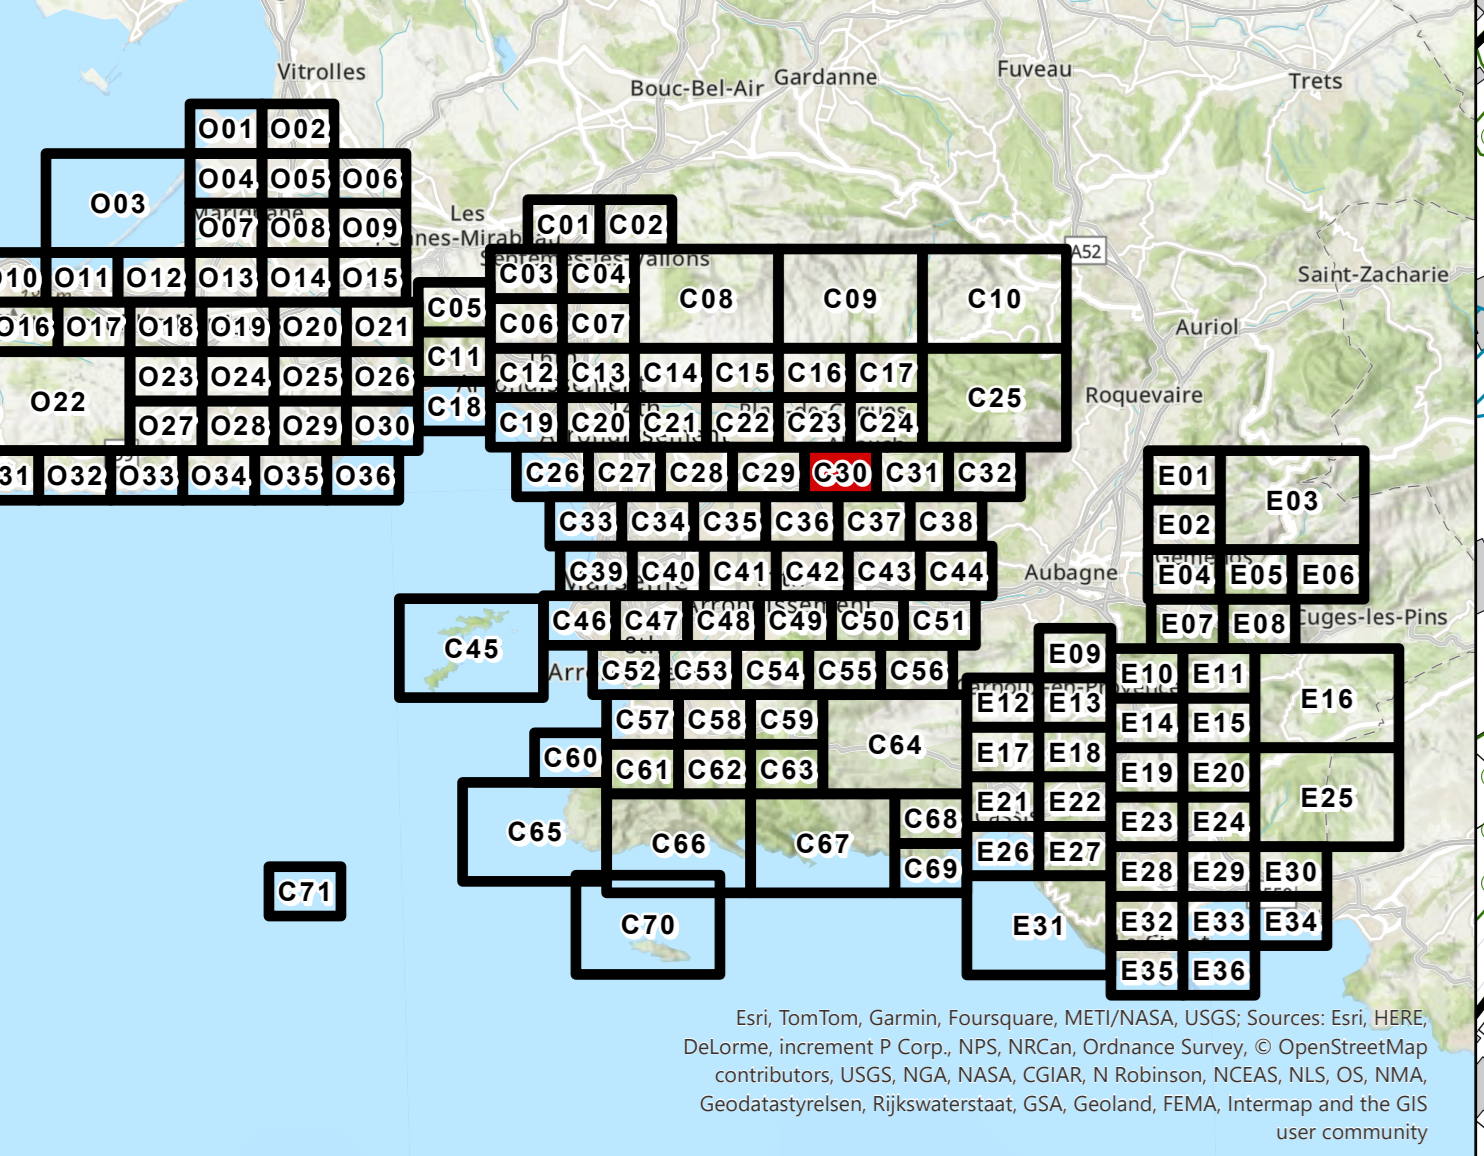 Vitrolles
Bouc-Bel-Air
Gardanne
Fuveau
Trets
O01 O02
O04 O05 O06
O03
Les
O07 O08 O09
C01 C02
A52
O11 O12 O13 O14 O15
C03 C04
C08 C09 C10
Saint-Zacharie
C05
O17 O18 O19 O20 O21
C06 C07
Auriol
C11
C12 C13 C14 C15 C16 C17
O23 O24 O25 O26
O22
C25
Roquevaire
C18
C19 C20 C21 C22 C23 C24
O27 O28 O29 O30
O32 O33 O34 O35 O36
C26 C27 C28 C29 C30 C31 C32
E01
E03
C33 C34 C35 C36 C37 C38
E02
C39 C40 C41 C42 C43 C44
Aubagne
E04 E05 E06
C46 C47 C48 C49 C50 C51
E07 E08
Cuges-les-Pins
C45
E09
C52 C53 C54 C55 C56
E10 E11
E16
E12 E13
C57 C58 C59
E14 E15
C64
C60
E17 E18
C61 C62 C63
E19 E20
E25
E21 E22
C65
C66 C67
C68
E23 E24
E26 E27
C69
E28 E29 E30
C71
C70
E31
E32 E33 E34
E35 E36
Esri, TomTom, Garmin, Foursquare, METI/NASA, USGS; Sources: Esri, HERE,
DeLorme, increment P Corp., NPS, NRCan, Ordnance Survey, © OpenStreetMap
contributors, USGS, NGA, NASA, CGIAR, N Robinson, NCEAS, NLS, OS, NMA,
Geodatastyrelsen, Rijkswaterstaat, GSA, Geoland, FEMA, Intermap and the GIS
user community